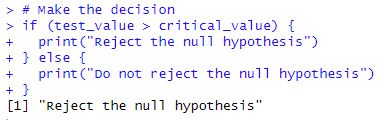 > # Make the decision
> if (test_value > critical_value) {
+   print("Reject the null hypothesis")
+ } else {
+   print("Do not reject the null hypothesis")
+ }
[1] "Reject the null hypothesis"